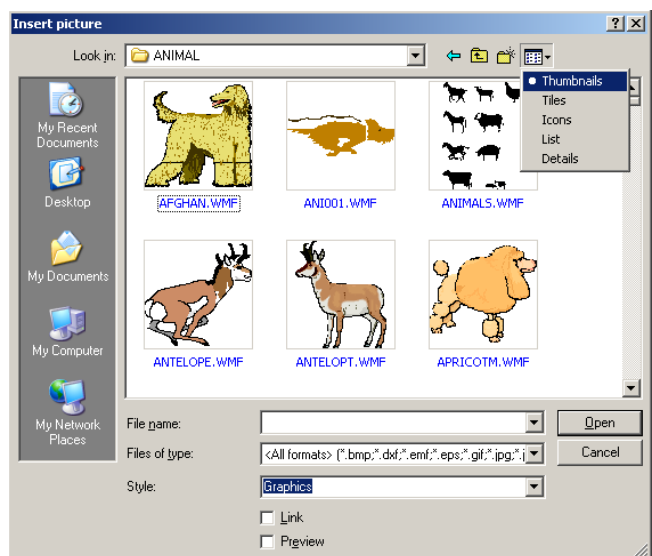 Insert picture
Look in:
ANIMAL
Thumbnails
Tiles
Icons
List
Details
My Recent
Documents
Desktop
My Documents
My Computer
My Network
Places
AFGHAN.WMF
ANI001.WMF
ANIMALS.WMF
ANTELOPE.WMF
ANTELOPT.WMF
APRICOTM.WMF
File name:
Open
Files of type:
<All formats> (*.bmp;*.dxf;*.emf;*.eps;*.gif;*.jpg;*.j
Cancel
Style:
Graphics
Link
Preview